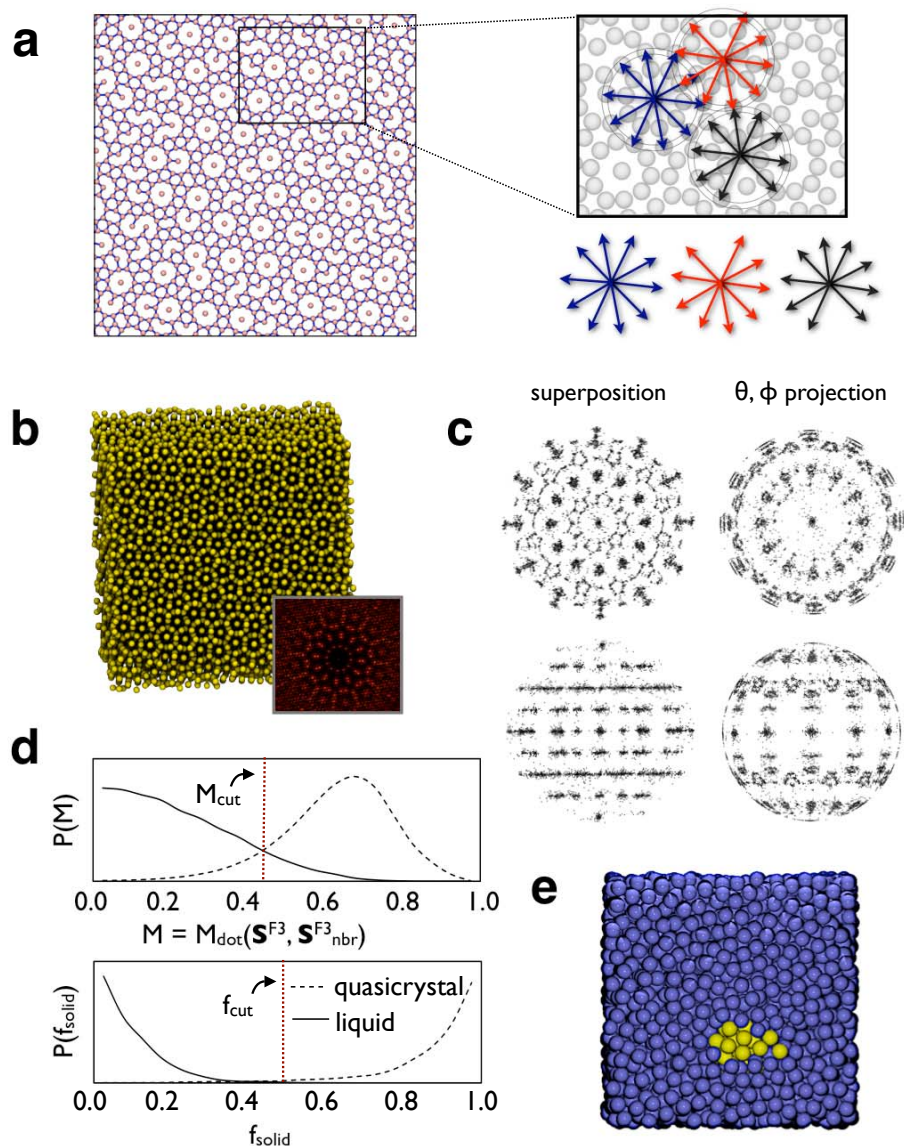 a
b
c
superposition
θ, ϕ projection
d
P(M)
M_cut
0.0 0.2 0.4 0.6 0.8 1.0
M = M_dot(S^F3, S^F3_nbr)
P(f_solid)
f_cut
quasicrystal
liquid
0.0 0.2 0.4 0.6 0.8 1.0
f_solid
e